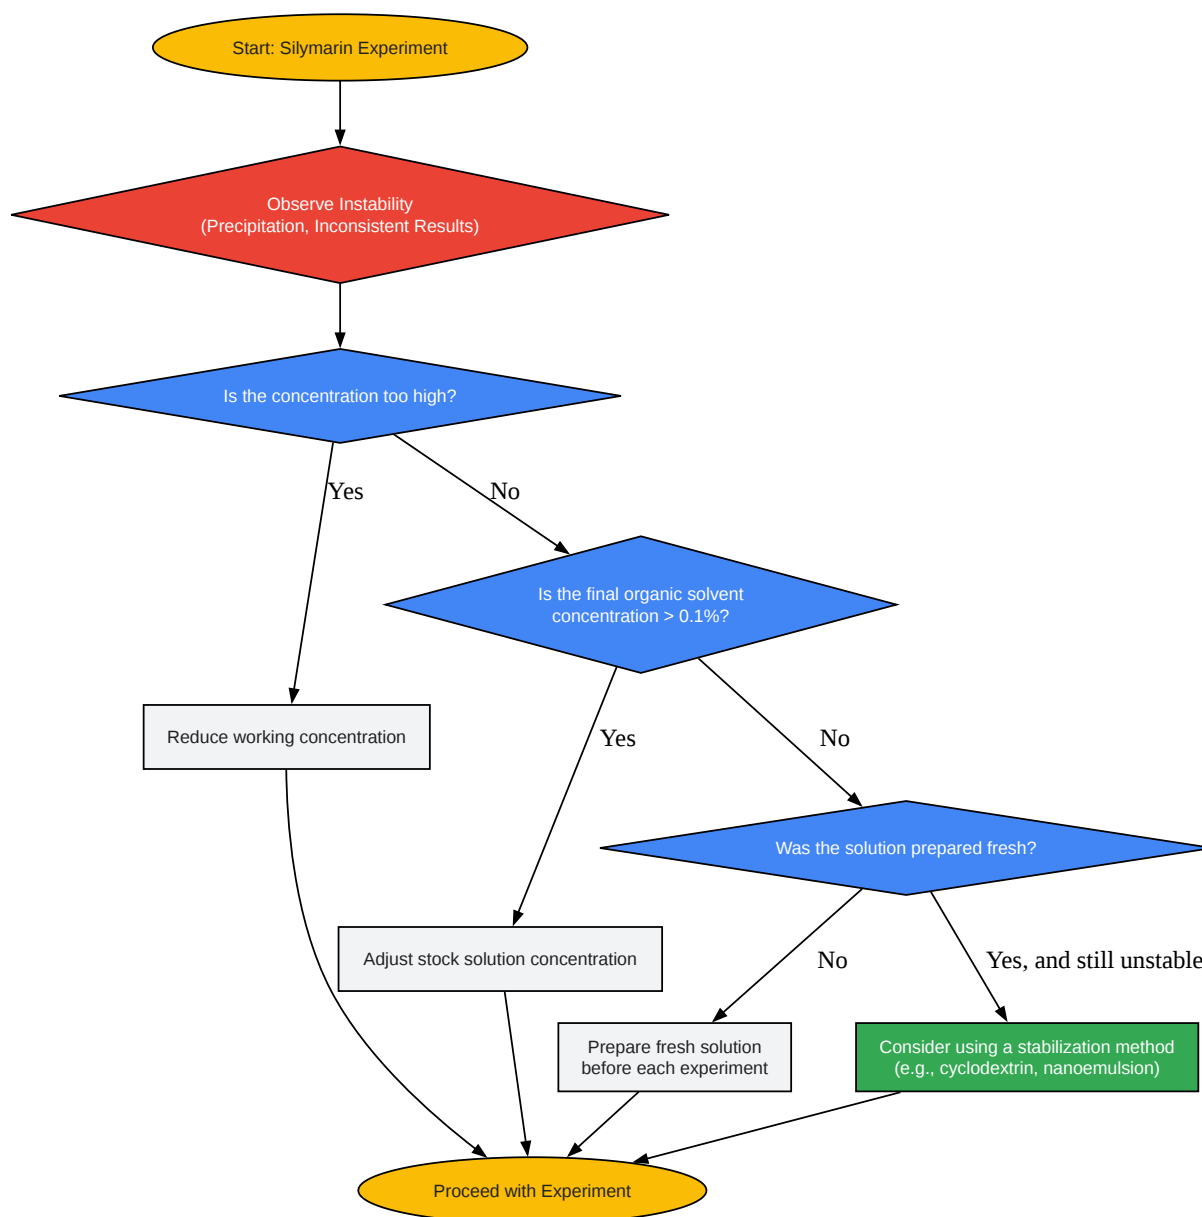 Start: Silymarin Experiment
Observe Instability
(Precipitation, Inconsistent Results)
Is the concentration too high?
Yes
No
Is the final organic solvent
concentration > 0.1%?
Reduce working concentration
Yes
No
Was the solution prepared fresh?
Adjust stock solution concentration
No
Yes, and still unstable
Prepare fresh solution
before each experiment
Consider using a stabilization method
(e.g., cyclodextrin, nanoemulsion)
Proceed with Experiment